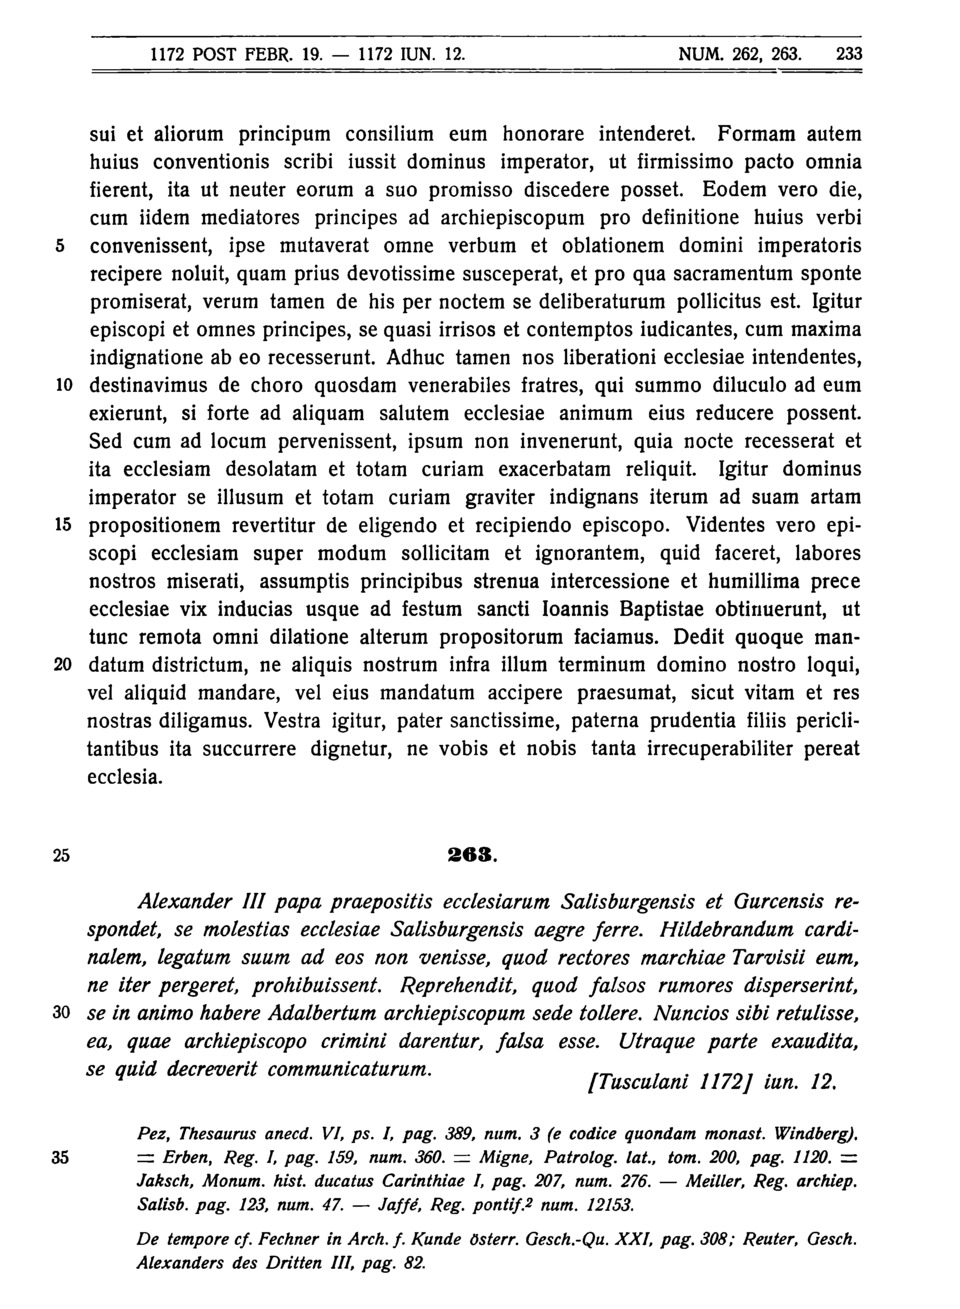 1172 POST FEBR. 19. — 1172 IUN. 12. NUM. 262, 263. 233
sui et aliorum principum consilium eum honorare intenderet. Formam autem
huius conventionis scribi iussit dominus imperator, ut firmissimo pacto omnia
fierent, ita ut neuter eorum a suo promisso discedere posset. Eodem vero die,
cum iidem mediatores principes ad archiepiscopum pro definitione huius verbi
5 convenissent, ipse mutaverat omne verbum et oblationem domini imperatoris
recipere noluit, quam prius devotissime susceperat, et pro qua sacramentum sponte
promiserat, verum tamen de his per noctem se deliberaturum pollicitus est. Igitur
episcopi et omnes principes, se quasi irrisos et contemptos iudicantes, cum maxima
indignatione ab eo recesserunt. Adhuc tamen nos liberationi ecclesiae intendentes,
10 destinavimus de choro quosdam venerabiles fratres, qui summo diluculo ad eum
exierunt, si forte ad aliquam salutem ecclesiae animum eius reducere possent.
Sed cum ad locum pervenissent, ipsum non invenerunt, quia nocte recesserat et
ita ecclesiam desolatam et totam curiam exacerbatam reliquit. Igitur dominus
imperator se illusum et totam curiam graviter indignans iterum ad suam artam
15 propositionem revertitur de eligendo et recipiendo episcopo. Videntes vero epi-
scopi ecclesiam super modum sollicitam et ignorantem, quid faceret, labores
nostros miserati, assumptis principibus strenua intercessione et humillima prece
ecclesiae vix inducias usque ad festum sancti Ioannis Baptistae obtinuerunt, ut
tunc remota omni dilatione alterum propositorum faciamus. Dedit quoque man-
20 datum districtum, ne aliquis nostrum infra illum terminum domino nostro loqui,
vel aliquid mandare, vel eius mandatum accipere praesumat, sicut vitam et res
nostras diligamus. Vestra igitur, pater sanctissime, paterna prudentia filiis pericli-
tantibus ita succurrere dignetur, ne vobis et nobis tanta irrecuperabiliter pereat
ecclesia.
25 263.
Alexander III papa praepositis ecclesiarum Salisburgensis et Gurcensis re-
spondet, se molestias ecclesiae Salisburgensis aegre ferre. Hildebrandum cardi-
nalem, legatum suum ad eos non venisse, quod rectores marchiae Tarvisii eum,
ne iter pergeret, prohibuissent. Reprehendit, quod falsos rumores disperserint,
30 se in animo habere Adalbertum archiepiscopum sede tollere. Nuncios sibi retulisse,
ea, quae archiepiscopo crimini darentur, falsa esse. Utraque parte exaudita,
se quid decreverit communicaturum.
[Tusculani 1172] iun. 12.
Pez, Thesaurus anecd. VI, ps. I, pag. 389, num. 3 (e codice quondam monast. Windberg).
35 = Erben, Reg. I, pag. 159, num. 360. = Migne, Patrolog. lat., tom. 200, pag. 1120. =
Jaksch, Monum. hist. ducatus Carinthiae I, pag. 207, num. 276. — Meiller, Reg. archiep.
Salisb. pag. 123, num. 47. — Jaffé, Reg. pontif.² num. 12153.
De tempore cf. Fechner in Arch. f. Kunde österr. Gesch.-Qu. XXI, pag. 308; Reuter, Gesch.
Alexanders des Dritten III, pag. 82.